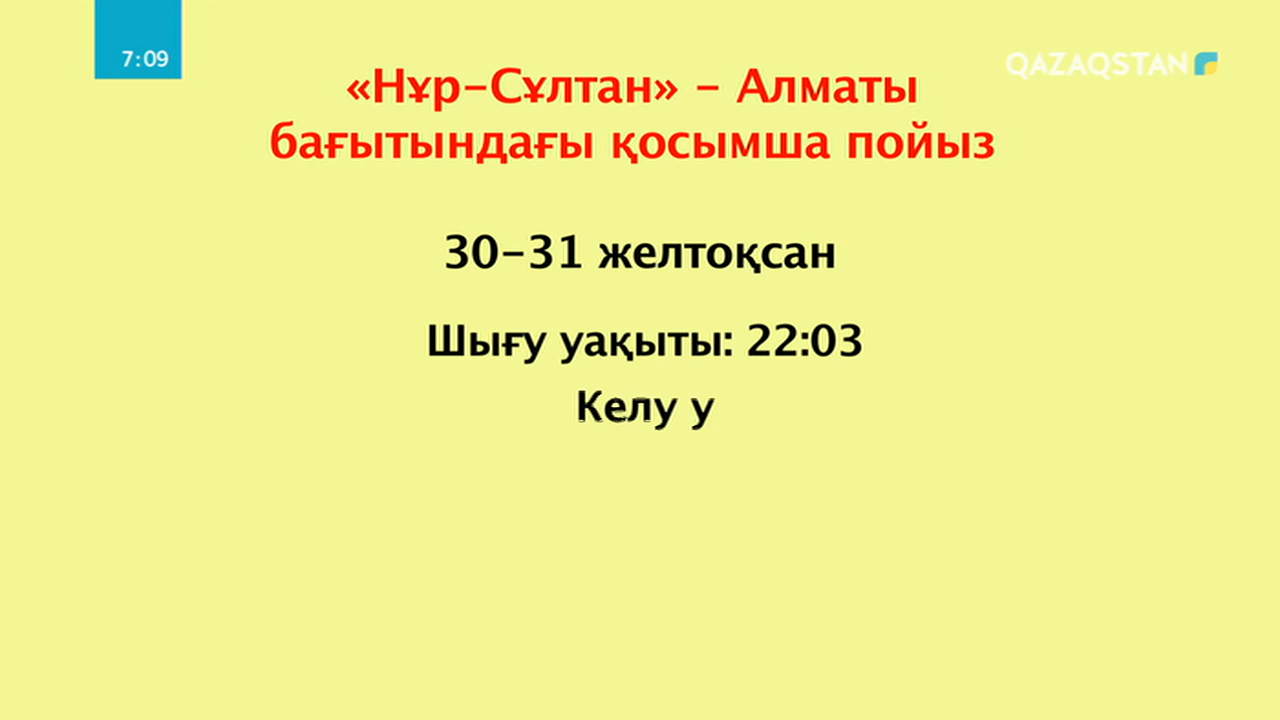 7:09
QAZAQSTAN
«Нұр-Сұлтан» - Алматы
бағытындағы қосымша пойыз
30-31 желтоқсан
Шығу уақыты: 22:03
Келу у